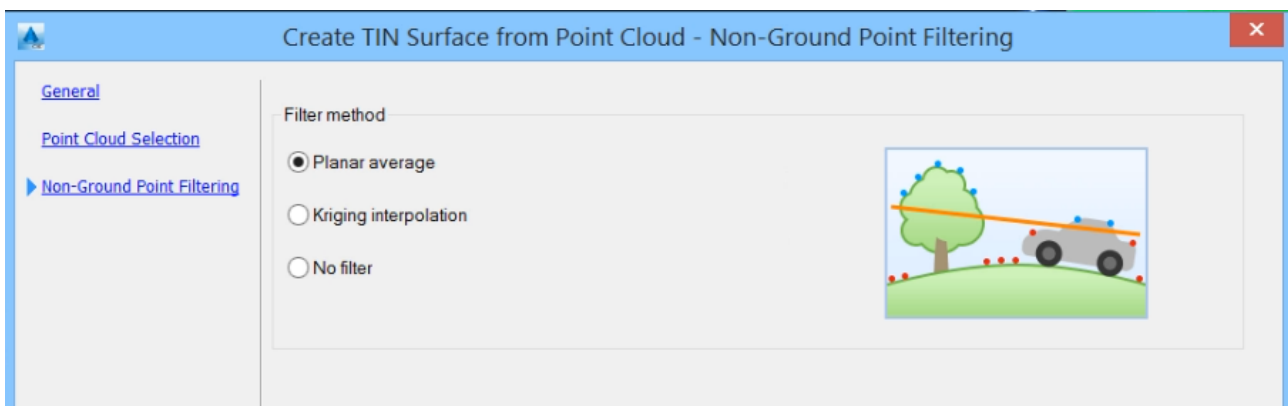 Create TIN Surface from Point Cloud - Non-Ground Point Filtering
General
Point Cloud Selection
Non-Ground Point Filtering
Filter method
Planar average
Kriging interpolation
No filter